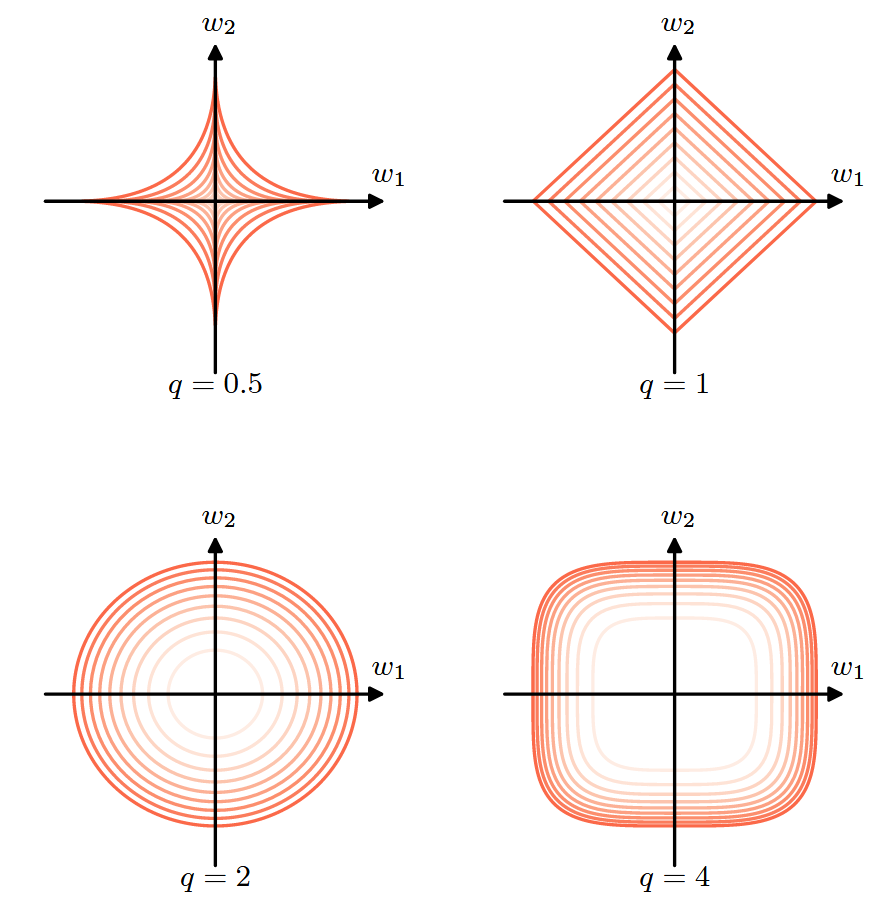 w₂
w₁
q = 0.5
w₂
w₁
q = 1
w₂
w₁
q = 2
w₂
w₁
q = 4